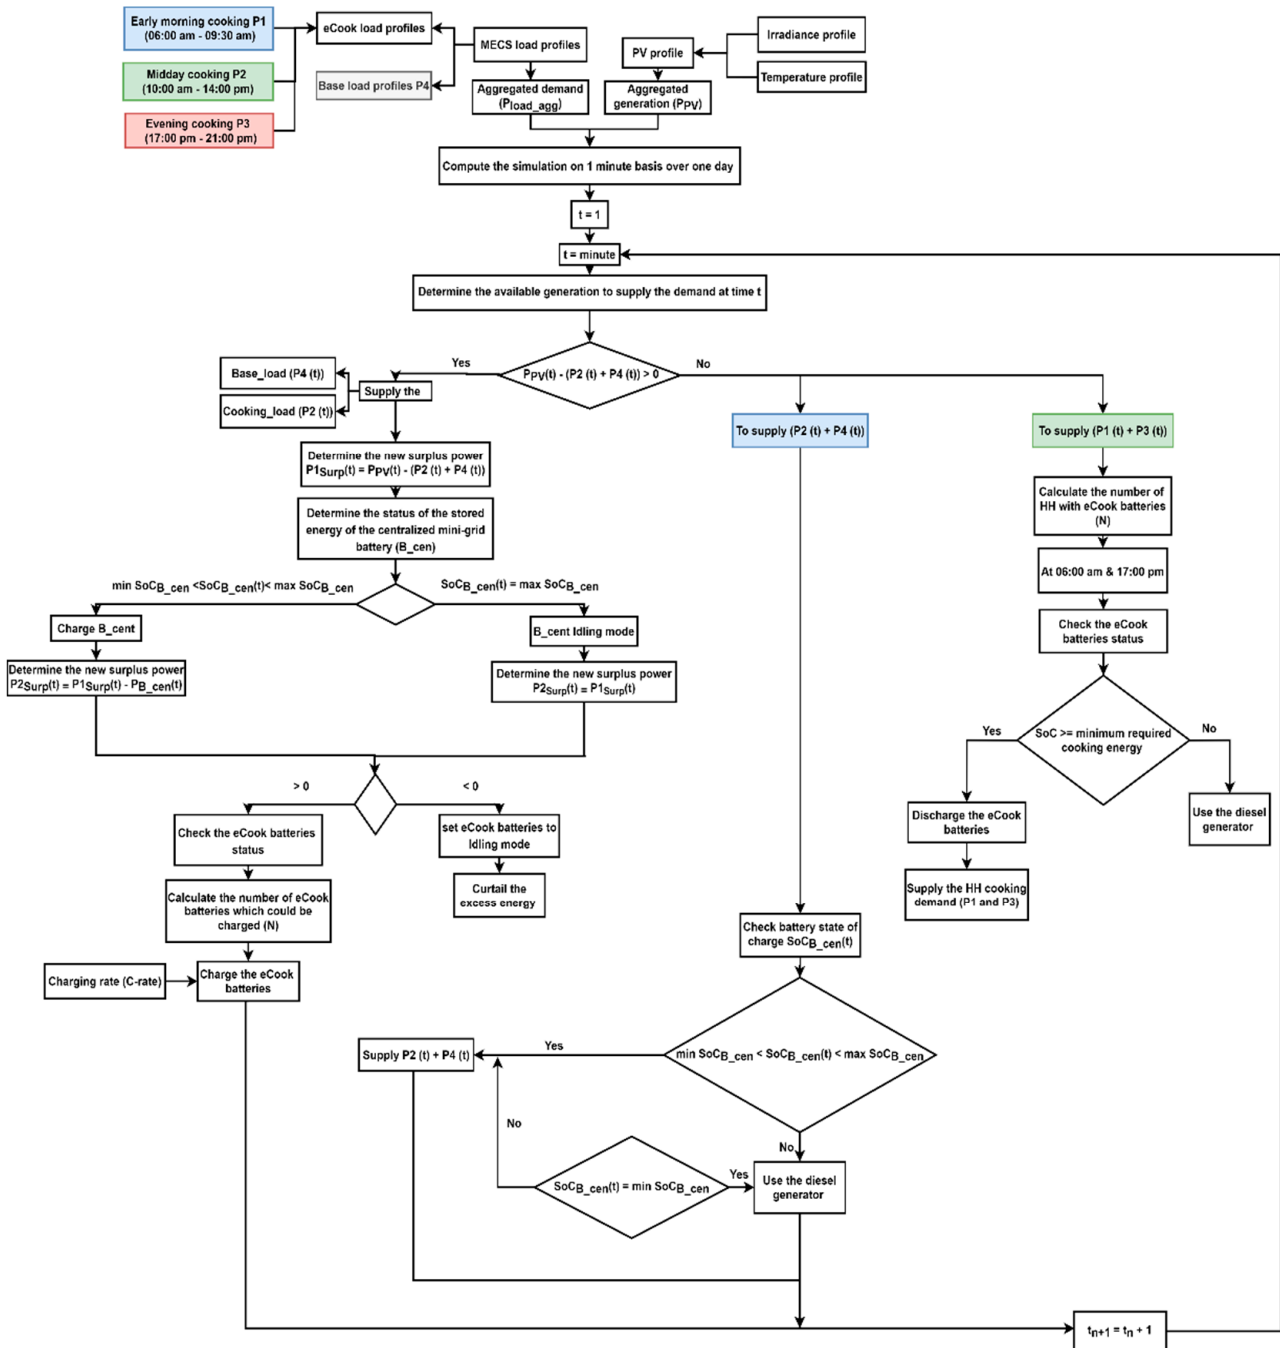 Early morning cooking P1
(06:00 am - 09:30 am)
eCook load profiles
Irradiance profile
MECS load profiles
PV profile
Midday cooking P2
(10:00 am - 14:00 pm)
Base load profiles P4
Temperature profile
Aggregated demand
(Pload_agg)
Aggregated
generation (PPV)
Evening cooking P3
(17:00 pm - 21:00 pm)
Compute the simulation on 1 minute basis over one day
t = 1
t = minute
Determine the available generation to supply the demand at time t
Yes
PPV(t) - (P2 (t) + P4 (t)) > 0
No
Base_load (P4 (t))
Supply the
Cooking_load (P2 (t))
To supply (P2 (t) + P4 (t))
To supply (P1 (t) + P3 (t))
Determine the new surplus power
P1Surp(t) = PPV(t) - (P2 (t) + P4 (t))
Calculate the number of
HH with eCook batteries
(N)
Determine the status of the stored
energy of the centralized mini-grid
battery (B_cen)
At 06:00 am & 17:00 pm
min SoCB_cen <SoCB_cen(t)< max SoCB_cen
SoCB_cen(t) = max SoCB_cen
Check the eCook
batteries status
Charge B_cent
B_cent Idling mode
Determine the new surplus power
P2Surp(t) = P1Surp(t) - PB_cen(t)
Determine the new surplus power
P2Surp(t) = P1Surp(t)
Yes
SoC >= minimum required
cooking energy
No
> 0
< 0
Check the eCook batteries
status
set eCook batteries to
Idling mode
Discharge the eCook
batteries
Use the diesel
generator
Calculate the number of eCook
batteries which could be
charged (N)
Curtail the
excess energy
Supply the HH cooking
demand (P1 and P3)
Check battery state of
charge SoCB_cen(t)
Charging rate (C-rate)
Charge the eCook
batteries
Supply P2 (t) + P4 (t)
Yes
min SoCB_cen < SoCB_cen(t) < max SoCB_cen
No
No
SoCB_cen(t) = min SoCB_cen
Yes
Use the diesel
generator
tn+1 = tn + 1